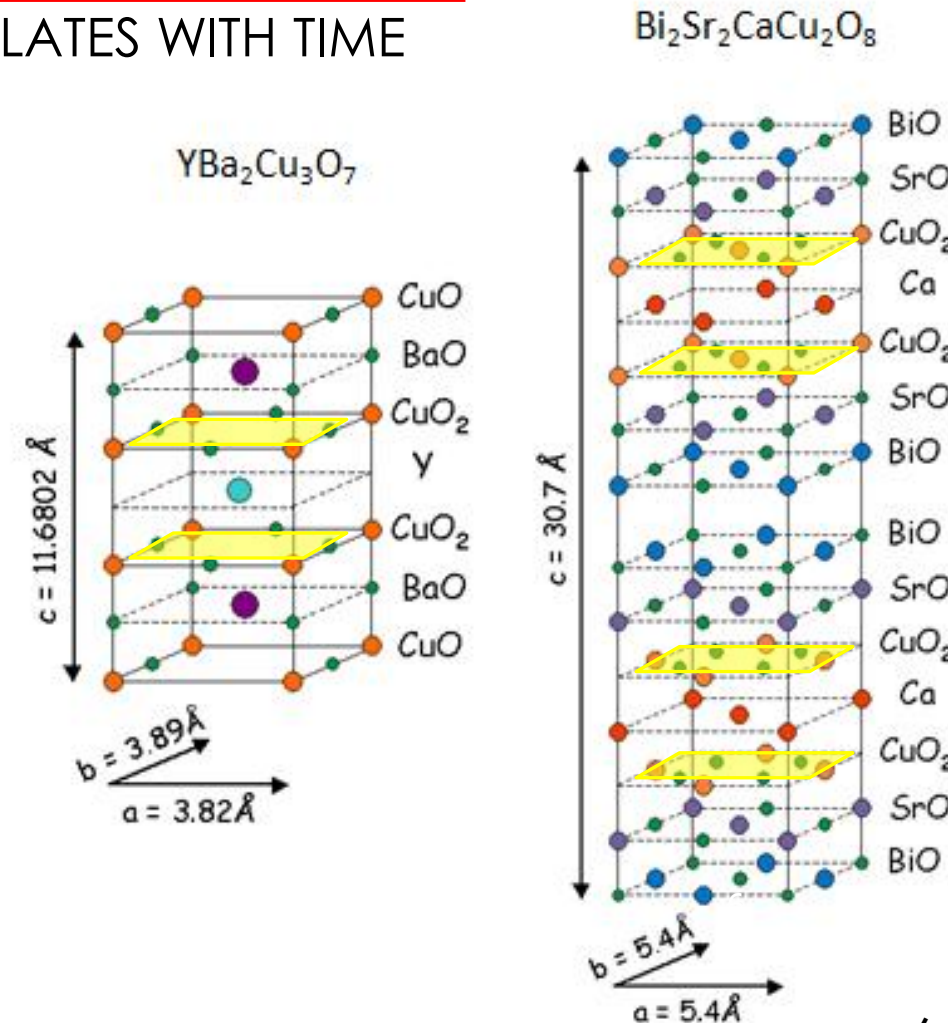 LATES WITH TIME
YBa₂Cu₃O₇
CuO
BaO
CuO₂
Y
CuO₂
BaO
CuO
c = 11.6802 Å
b = 3.89Å
a = 3.82Å
Bi₂Sr₂CaCu₂O₈
BiO
SrO
CuO₂
Ca
CuO₂
SrO
BiO
BiO
SrO
CuO₂
Ca
CuO₂
SrO
BiO
c = 30.7 Å
b = 5.4Å
a = 5.4Å